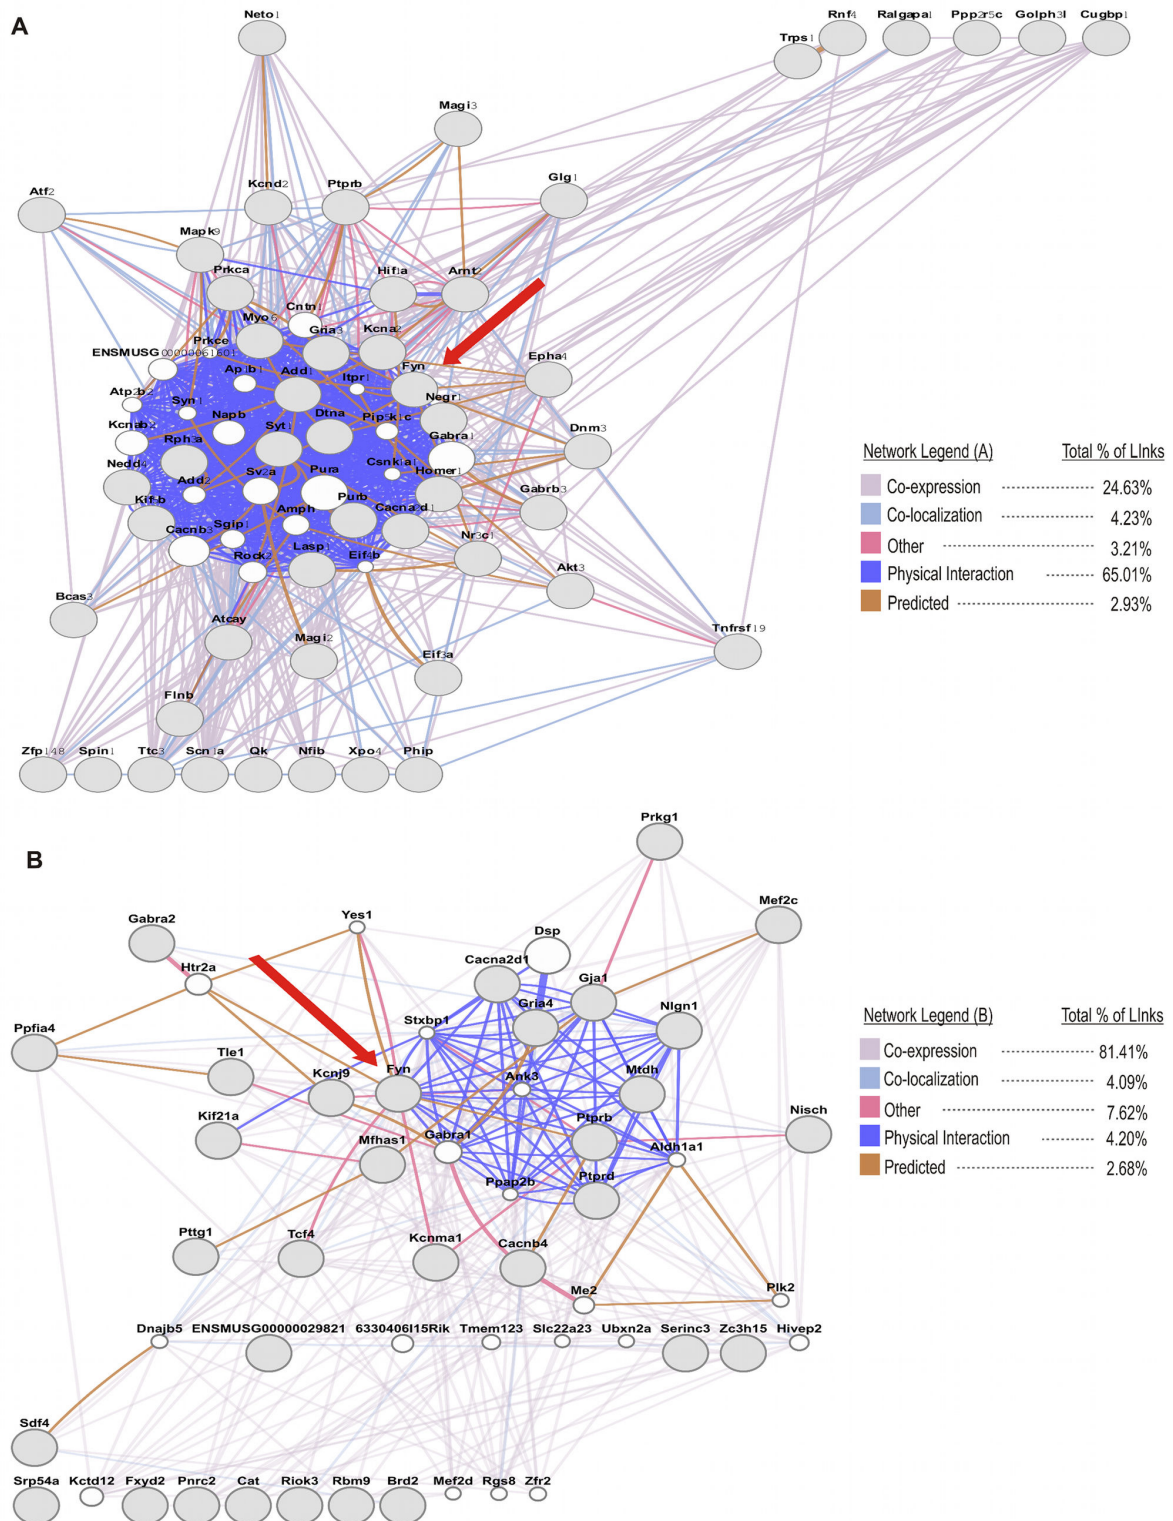 A
Neto1
Rnf4
Ralgapa1
Ppp2r5c
Golph3l
Cugbp1
Trps1
Magi3
Glg1
Atf2
Kcnd2
Ptprb
Mapk9
Prkca
Hif1a
Arnt2
Cntn1
Myo6
Gria3
Kcna2
Prkce
ENSMUSG00000061601
Epha4
Ap1b1
Add1
Itpr1
Fyn
Atp2b2
Syn1
Negr1
Napb
Dtna
Pip5k1c
Kcnab2
Dnm3
Rph3a
Syt1
Gabra1
Csnk1a1
Nedd4
Add2
Sv2a
Pura
Homer1
Gabrb3
Kif5b
Amph
Purb
Cacna2d1
Cacnb3
Sgip1
Nr3c1
Rock2
Lasp1
Eif4b
Akt3
Bcas3
Atcay
Magi2
Eif3a
Tnfrsf19
Flnb
Zfp148
Spin1
Ttc3
Scn1a
Qk
Nfib
Xpo4
Phip
Network Legend (A) Total % of LInks
Co-expression 24.63%
Co-localization 4.23%
Other 3.21%
Physical Interaction 65.01%
Predicted 2.93%
B
Prkg1
Mef2c
Gabra2
Yes1
Dsp
Htr2a
Cacna2d1
Gja1
Gria4
Nlgn1
Ppfia4
Stxbp1
Tle1
Kcnj9
Fyn
Ank3
Mtdh
Kif21a
Ptprb
Nisch
Mfhas1
Gabra1
Aldh1a1
Ppap2b
Ptprd
Pttg1
Tcf4
Kcnma1
Cacnb4
Me2
Plk2
Dnajb5
ENSMUSG00000029821
6330406I15Rik
Tmem123
Slc22a23
Ubxn2a
Serinc3
Zc3h15
Hivep2
Sdf4
Srp54a
Kctd12
Fxyd2
Pnrc2
Cat
Riok3
Rbm9
Brd2
Mef2d
Rgs8
Zfr2
Network Legend (B) Total % of LInks
Co-expression 81.41%
Co-localization 4.09%
Other 7.62%
Physical Interaction 4.20%
Predicted 2.68%